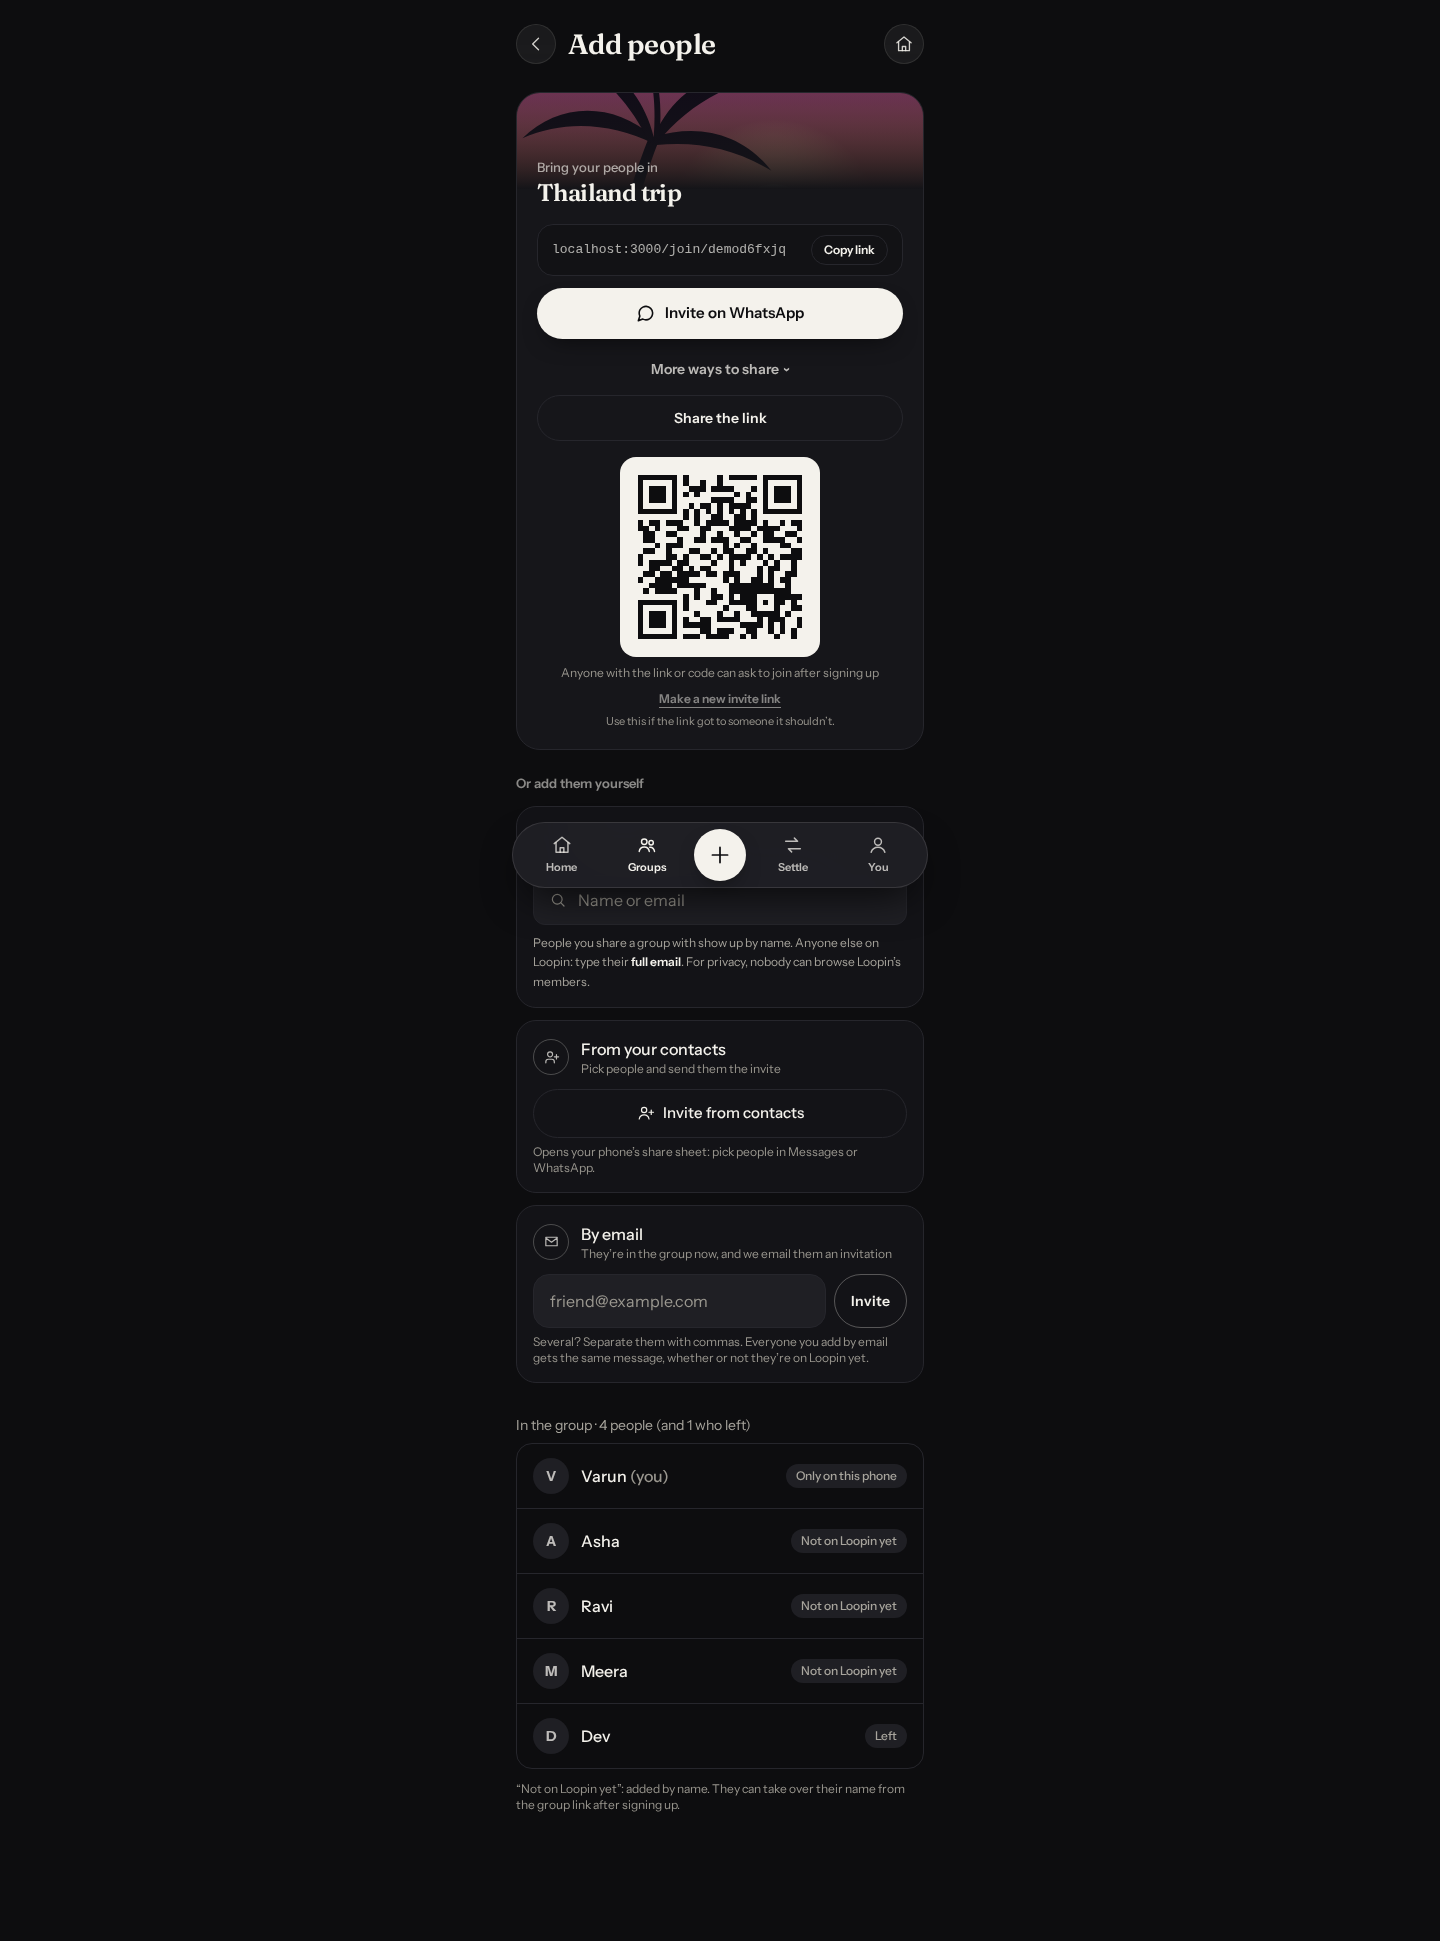 Add people
Bring your people in
Thailand trip
localhost:3000/join/demod6fxjq
Copy link
Invite on WhatsApp
More ways to share
Share the link
Anyone with the link or code can ask to join after signing up
Make a new invite link
Use this if the link got to someone it shouldn't.
Or add them yourself
Home
Groups
Settle
You
Name or email
People you share a group with show up by name. Anyone else on
Loopin: type their full email. For privacy, nobody can browse Loopin's
members.
From your contacts
Pick people and send them the invite
Invite from contacts
Opens your phone's share sheet: pick people in Messages or
WhatsApp.
By email
They're in the group now, and we email them an invitation
friend@example.com
Invite
Several? Separate them with commas. Everyone you add by email
gets the same message, whether or not they're on Loopin yet.
In the group · 4 people (and 1 who left)
V
Varun (you)
Only on this phone
A
Asha
Not on Loopin yet
R
Ravi
Not on Loopin yet
M
Meera
Not on Loopin yet
D
Dev
Left
“Not on Loopin yet”: added by name. They can take over their name from
the group link after signing up.